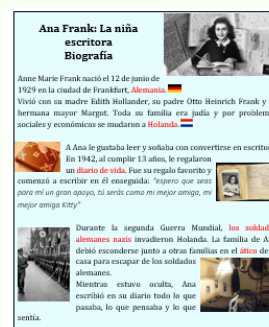 Ana Frank: La niña
escritora
Biografía
Anne Marie Frank nació el 12 de junio de
1929 en la ciudad de Frankfurt, Alemania.
Vivió con su madre Edith Hollander, su padre Otto Heinrich Frank y
hermana mayor Margot. Toda su familia era judía y por problem
sociales y económicos se mudaron a Holanda.
A Ana le gustaba leer y soñaba con convertirse en escrito
En 1942, al cumplir 13 años, le regalaron
un diario de vida. Fue su regalo favorito y
comenzó a escribir en él enseguida: "espero que seas
para mí un gran apoyo, tú serás como mi mejor amiga, mi
mejor amiga Kitty"
Durante la segunda Guerra Mundial, los soldad
alemanes nazis invadieron Holanda. La familia de A
debió esconderse junto a otras familias en el ático de
casa para escapar de los soldados
alemanes.
Mientras estuvo oculta, Ana
escribió en su diario todo lo que
pasaba, lo que pensaba y lo que
sentía.